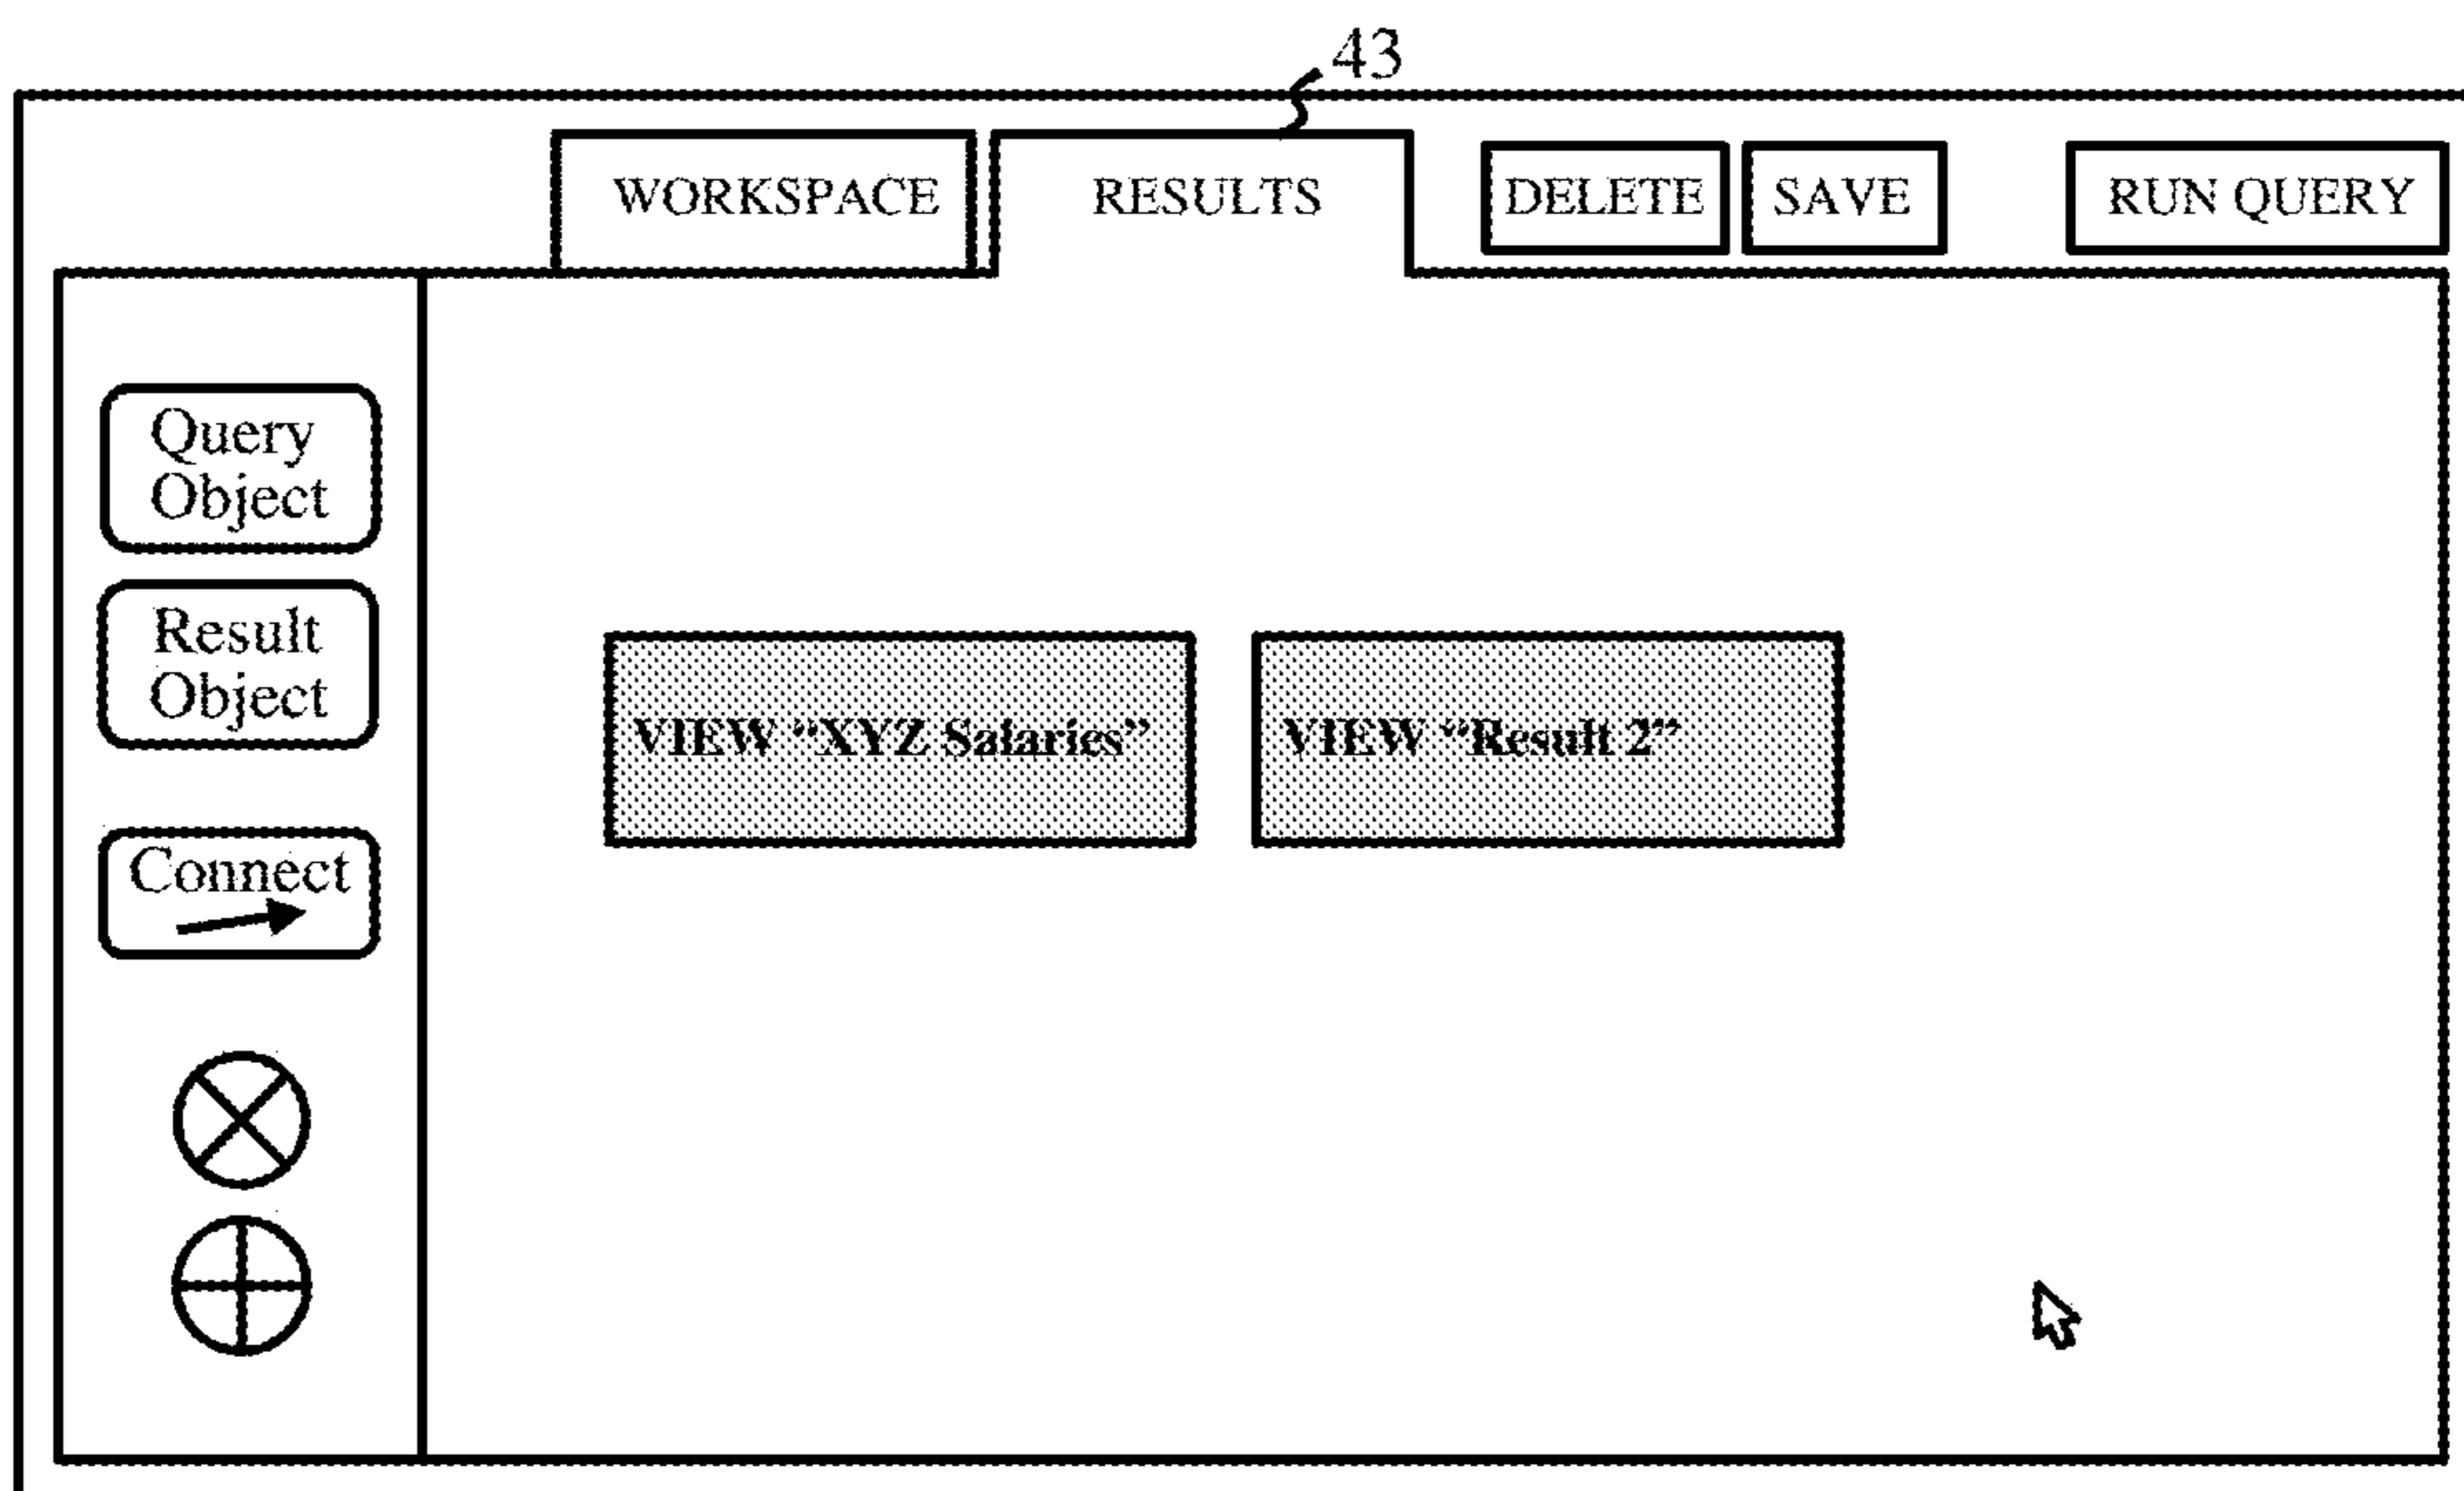 43
WORKSPACE
RESULTS
DELETE
SAVE
RUN QUERY
Query
Object
Result
Object
Connect
VIEW “XYZ Salaries”
VIEW “Result 2”